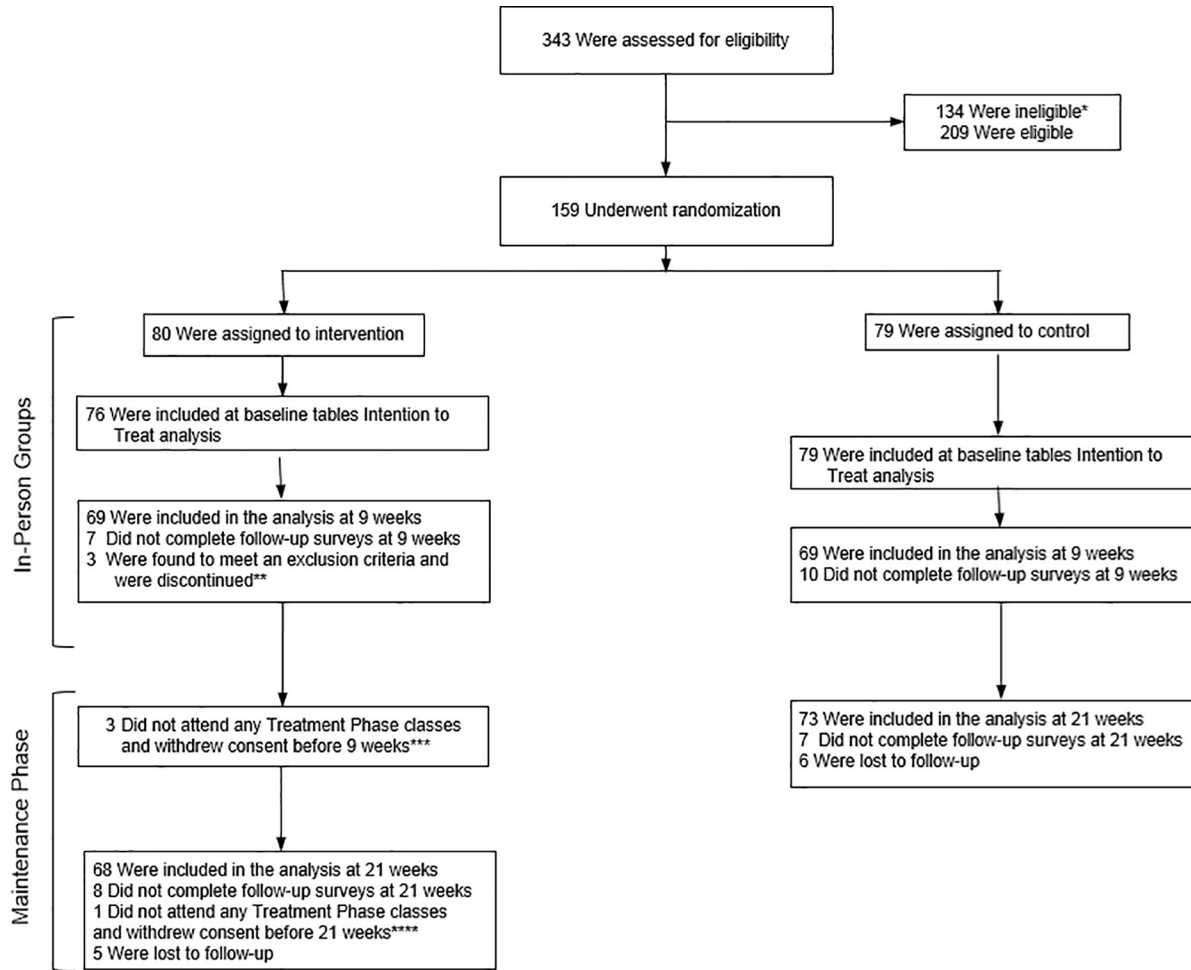 343 Were assessed for eligibility
134 Were ineligible*
209 Were eligible
159 Underwent randomization
In-Person Groups
80 Were assigned to intervention
79 Were assigned to control
76 Were included at baseline tables Intention to
Treat analysis
79 Were included at baseline tables Intention to
Treat analysis
69 Were included in the analysis at 9 weeks
7 Did not complete follow-up surveys at 9 weeks
3 Were found to meet an exclusion criteria and
were discontinued**
69 Were included in the analysis at 9 weeks
10 Did not complete follow-up surveys at 9 weeks
Maintenance Phase
3 Did not attend any Treatment Phase classes
and withdrew consent before 9 weeks***
73 Were included in the analysis at 21 weeks
7 Did not complete follow-up surveys at 21 weeks
6 Were lost to follow-up
68 Were included in the analysis at 21 weeks
8 Did not complete follow-up surveys at 21 weeks
1 Did not attend any Treatment Phase classes
and withdrew consent before 21 weeks****
5 Were lost to follow-up